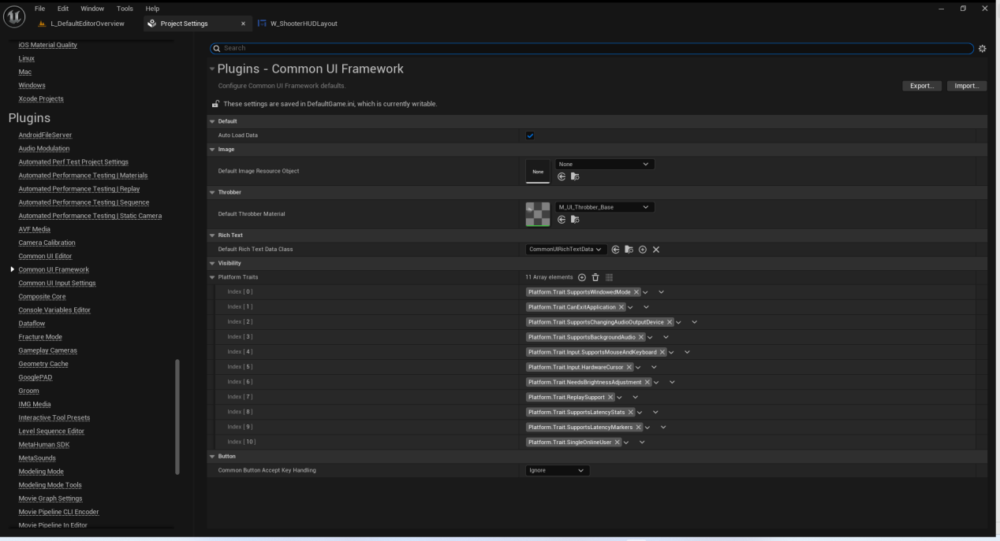 File Edit Window Tools Help
L_DefaultEditorOverview Project Settings W_ShooterHUDLayout
iOS Material Quality
Linux
Mac
Windows
Xcode Projects
Plugins
AndroidFileServer
Audio Modulation
Automated Perf Test Project Settings
Automated Performance Testing | Materials
Automated Performance Testing | Replay
Automated Performance Testing | Sequence
Automated Performance Testing | Static Camera
AVF Media
Camera Calibration
Common UI Editor
Common UI Framework
Common UI Input Settings
Composite Core
Console Variables Editor
Dataflow
Fracture Mode
Gameplay Cameras
Geometry Cache
GooglePAD
Groom
IMG Media
Interactive Tool Presets
Level Sequence Editor
MetaHuman SDK
MetaSounds
Modeling Mode
Modeling Mode Tools
Movie Graph Settings
Movie Pipeline CLI Encoder
Movie Pipeline In Editor
Search
Plugins - Common UI Framework
Configure Common UI Framework defaults.
Export... Import...
These settings are saved in DefaultGame.ini, which is currently writable.
Default
Auto Load Data
Image
Default Image Resource Object None None
Throbber
Default Throbber Material M_UI_Throbber_Base
Rich Text
Default Rich Text Data Class CommonUIRichTextData
Visibility
Platform Traits 11 Array elements
Index [ 0 ] Platform.Trait.SupportsWindowedMode
Index [ 1 ] Platform.Trait.CanExitApplication
Index [ 2 ] Platform.Trait.SupportsChangingAudioOutputDevice
Index [ 3 ] Platform.Trait.SupportsBackgroundAudio
Index [ 4 ] Platform.Trait.Input.SupportsMouseAndKeyboard
Index [ 5 ] Platform.Trait.Input.HardwareCursor
Index [ 6 ] Platform.Trait.NeedsBrightnessAdjustment
Index [ 7 ] Platform.Trait.ReplaySupport
Index [ 8 ] Platform.Trait.SupportsLatencyStats
Index [ 9 ] Platform.Trait.SupportsLatencyMarkers
Index [ 10 ] Platform.Trait.SingleOnlineUser
Button
Common Button Accept Key Handling Ignore